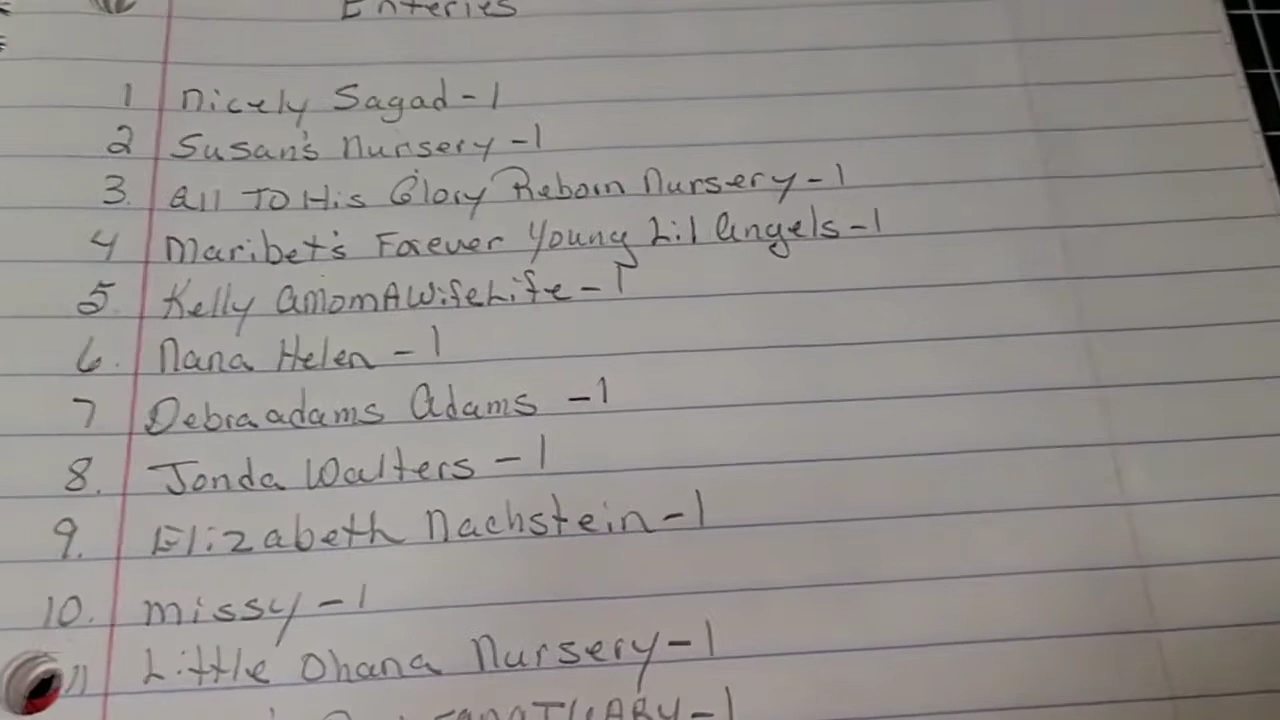 Enteries
1 Nicely Sagad-1
2 Susan's Nursery-1
3. All To His Glory Reborn Nursery-1
4 Maribet's Forever Young Lil Angels-1
5. Kelly AMomAWifeLife-1
6. Nana Helen-1
7 Debraadams Adams-1
8. Jonda Walters-1
9. Elizabeth Nachstein-1
10. Missy-1
11 Little Ohana Nursery-1